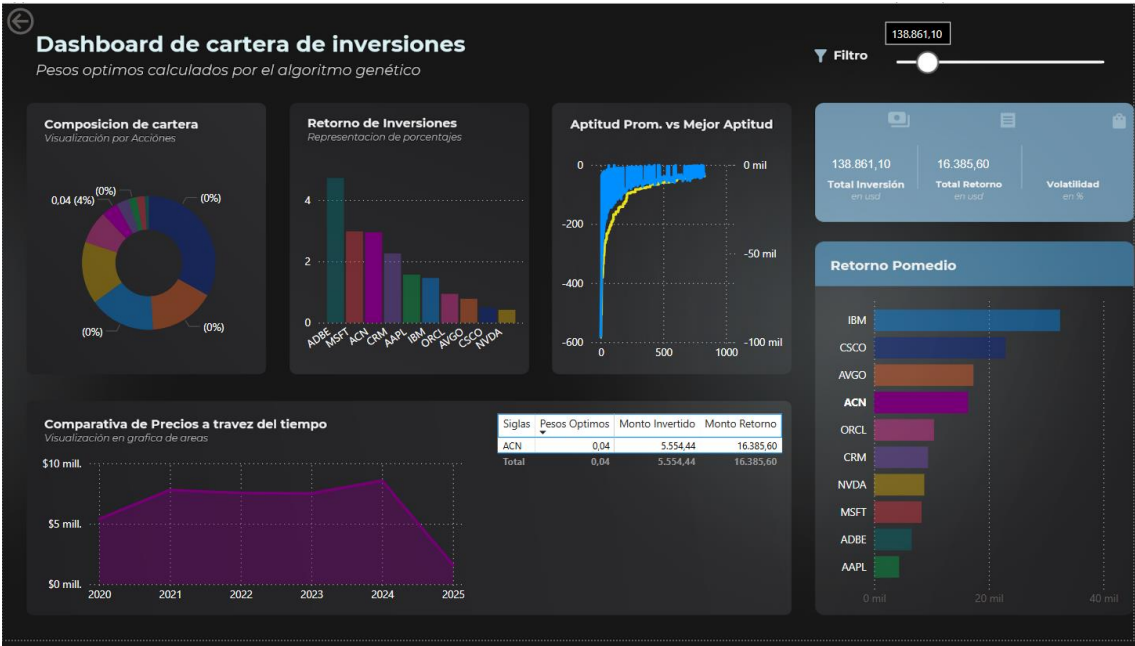 138.861,10
Dashboard de cartera de inversiones
Filtro
Pesos optimos calculados por el algoritmo genético
Composicion de cartera
Visualización por Acciónes
0,04 (4%)
(0%)
(0%)
(0%)
(0%)
Retorno de Inversiones
Representacion de porcentajes
4
2
0
ADBE
MSFT
ACN
CRM
AAPL
IBM
ORCL
AVGO
CSCO
NVDA
Aptitud Prom. vs Mejor Aptitud
0
0 mil
-200
-50 mil
-400
-600
-100 mil
0
500
1000
138.861,10
16.385,60
Total Inversión
Total Retorno
Volatilidad
en usd
en usd
en %
Retorno Pomedio
IBM
CSCO
AVGO
ACN
ORCL
CRM
NVDA
MSFT
ADBE
AAPL
0 mil
20 mil
40 mil
Comparativa de Precios a travez del tiempo
Visualización en grafica de areas
$10 mill.
$5 mill.
$0 mill.
2020
2021
2022
2023
2024
2025
Siglas Pesos Optimos Monto Invertido Monto Retorno
ACN 0,04 5.554,44 16.385,60
Total 0,04 5.554,44 16.385,60